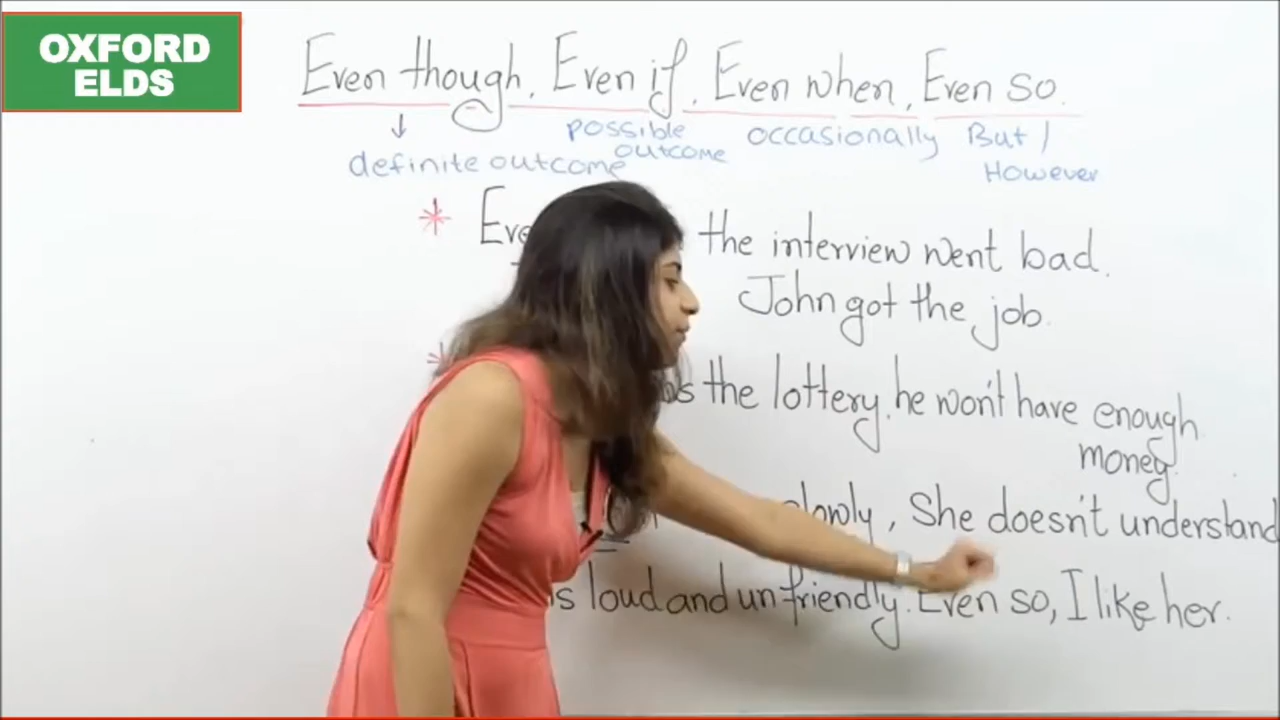 OXFORD
ELDS
Even though, Even if, Even when, Even so.
definite outcome
possible
outcome
occasionally
But /
However
* the interview went bad.
John got the job.
the lottery, he won't have enough
money.
, She doesn't understand
is loud and unfriendly. Even so, I like her.